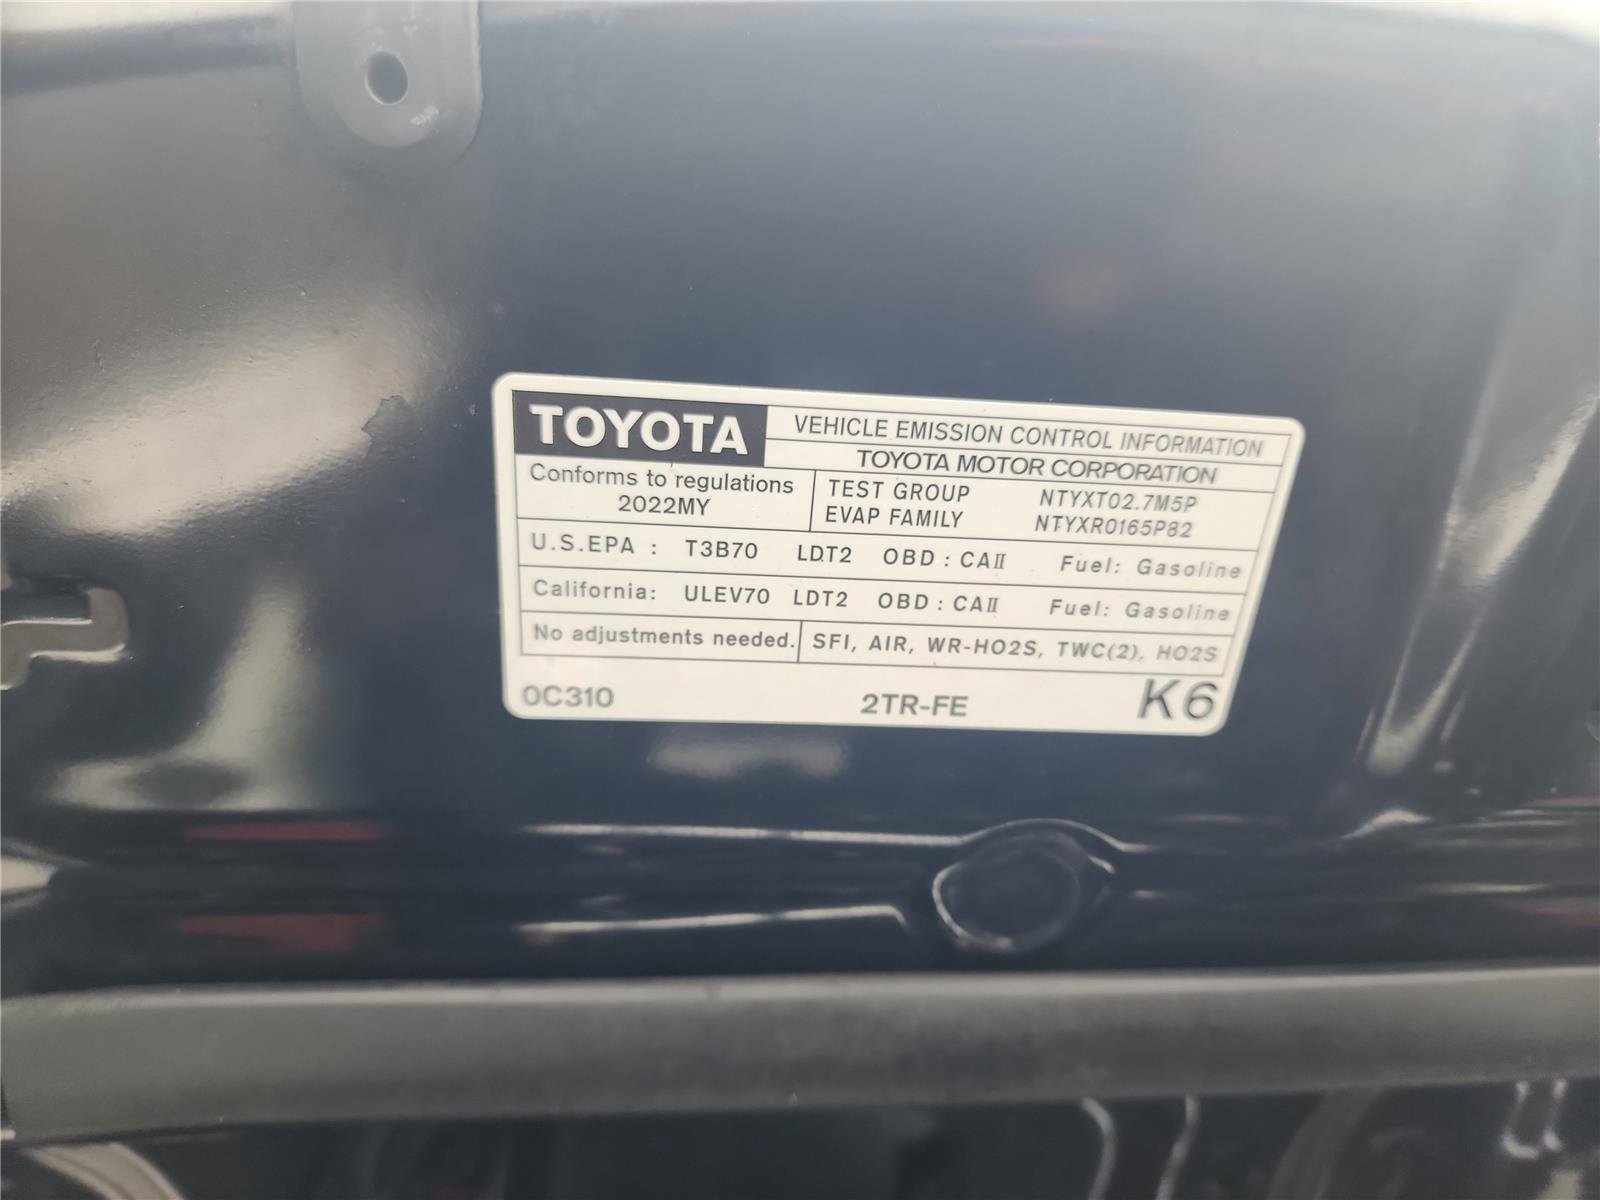 TOYOTA VEHICLE EMISSION CONTROL INFORMATION
TOYOTA MOTOR CORPORATION
Conforms to regulations
2022MY
TEST GROUP NTYXT02.7M5P
EVAP FAMILY NTYXR0165P82
U.S.EPA : T3B70 LDT2 OBD : CAII Fuel: Gasoline
California: ULEV70 LDT2 OBD : CAII Fuel: Gasoline
No adjustments needed. SFI, AIR, WR-HO2S, TWC(2), HO2S
0C310 2TR-FE K6